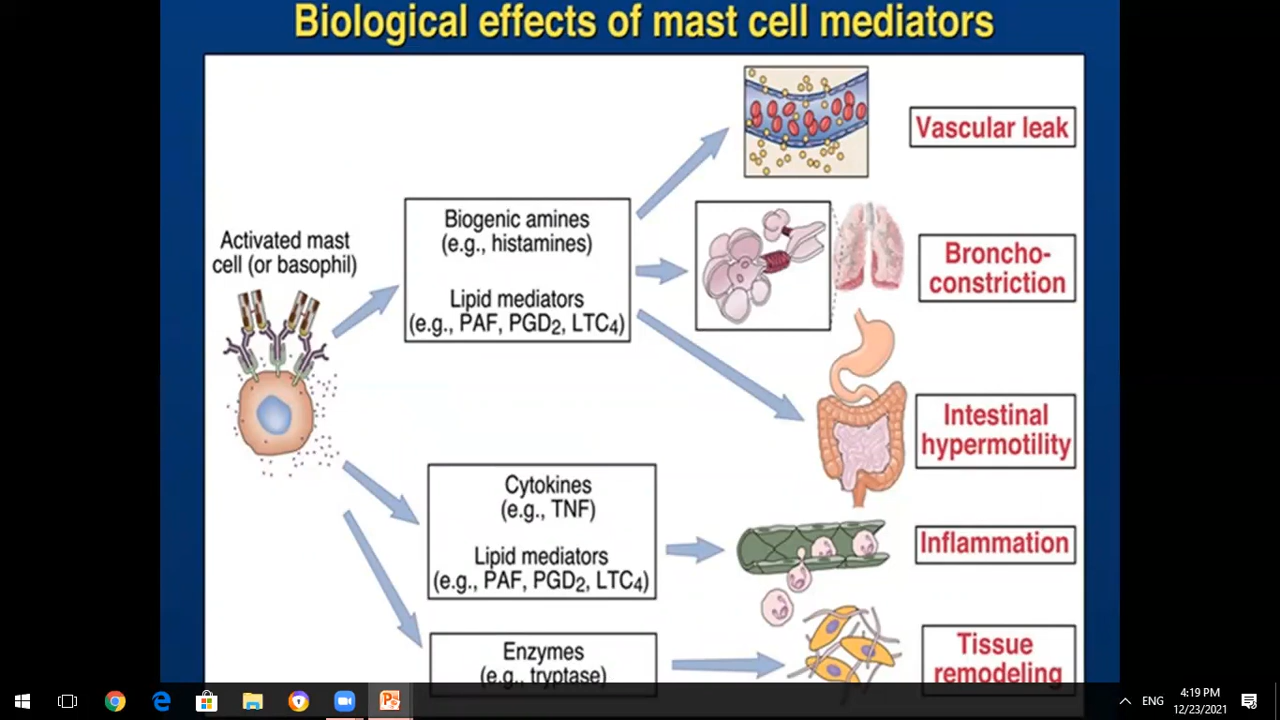 Biological effects of mast cell mediators
Vascular leak
Biogenic amines
(e.g., histamines)
Lipid mediators
(e.g., PAF, PGD2, LTC4)
Activated mast
cell (or basophil)
Broncho-
constriction
Intestinal
hypermotility
Cytokines
(e.g., TNF)
Lipid mediators
(e.g., PAF, PGD2, LTC4)
Inflammation
Enzymes
(e.g., tryptase)
Tissue
remodeling
ENG
4:19 PM
12/23/2021